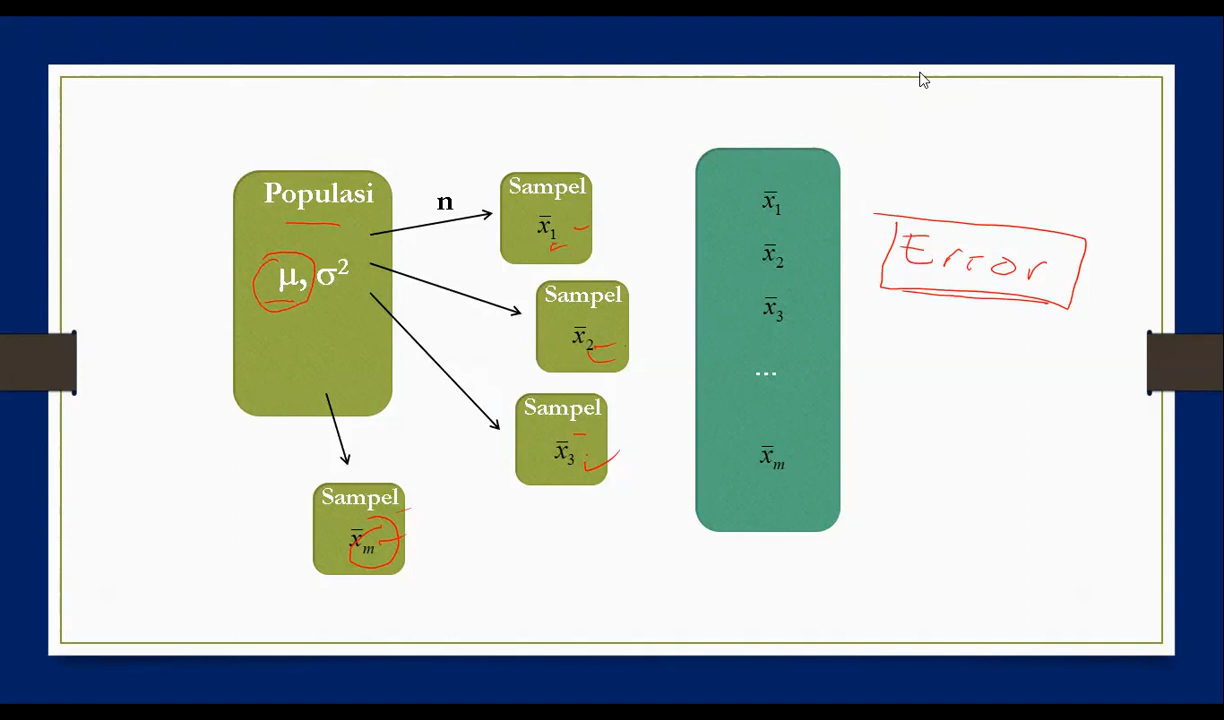 Populasi
μ, σ²
n
Sampel
x̄₁
Sampel
x̄₂
Sampel
x̄₃
Sampel
x̄ₘ
x̄₁
x̄₂
x̄₃
...
x̄ₘ
Error